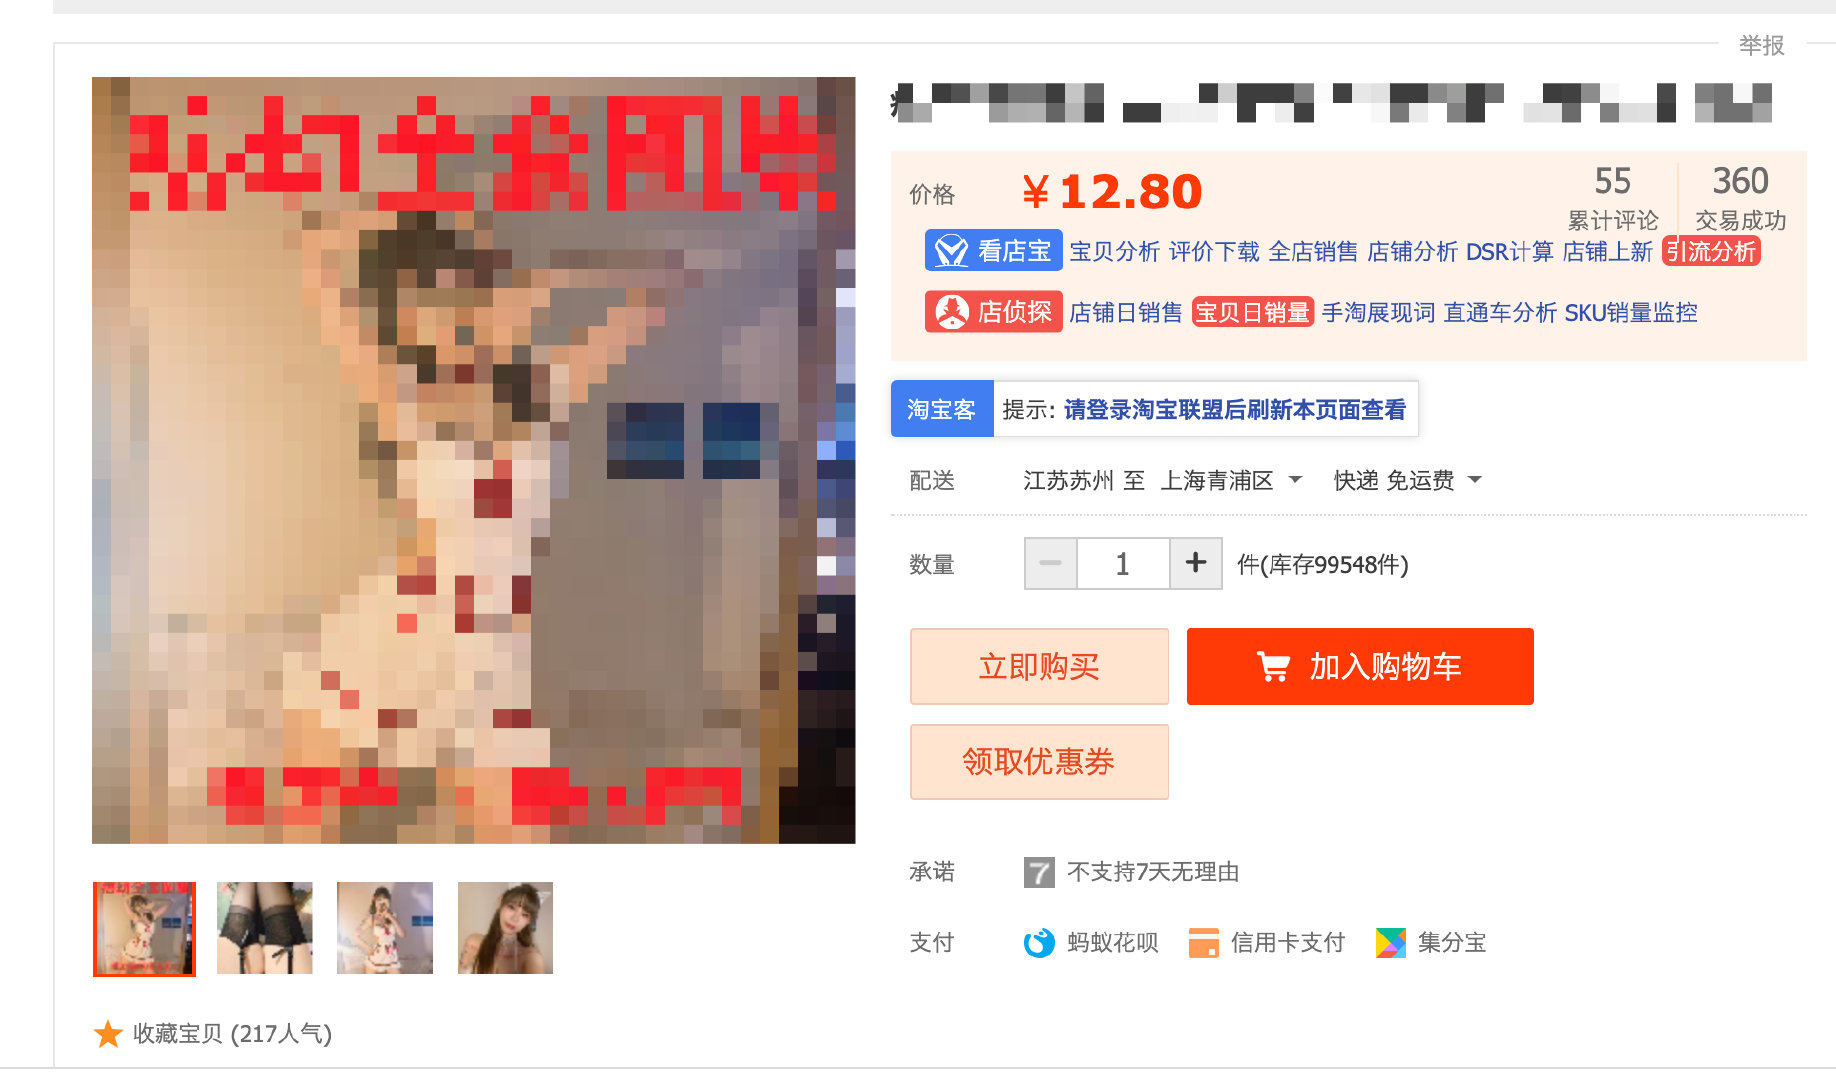 举报
价格
¥12.80
55
累计评论
360
交易成功
看店宝 宝贝分析 评价下载 全店销售 店铺分析 DSR计算 店铺上新 引流分析
店侦探 店铺日销售 宝贝日销量 手淘展现词 直通车分析 SKU销量监控
淘宝客 提示: 请登录淘宝联盟后刷新本页面查看
配送 江苏苏州 至 上海青浦区 快递 免运费
数量 1 件(库存99548件)
立即购买 加入购物车
领取优惠券
承诺 7 不支持7天无理由
支付 蚂蚁花呗 信用卡支付 集分宝
收藏宝贝 (217人气)